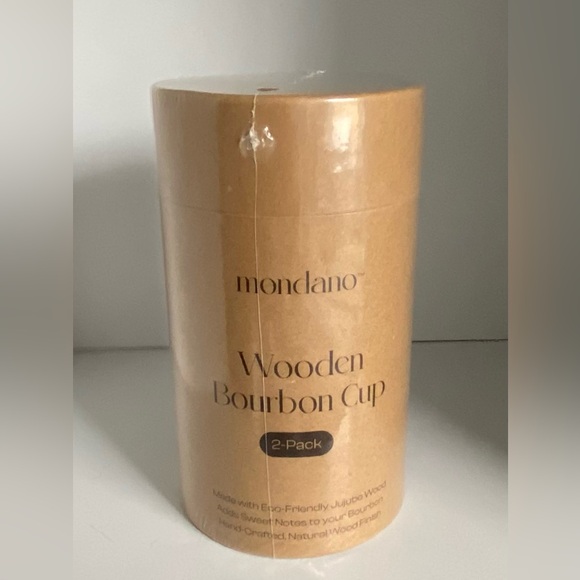 mondano™
Wooden
Bourbon Cup
2-Pack
Made with Eco-Friendly Jujube Wood
Adds Sweet Notes to your Bourbon
Hand-Crafted, Natural Wood Finish